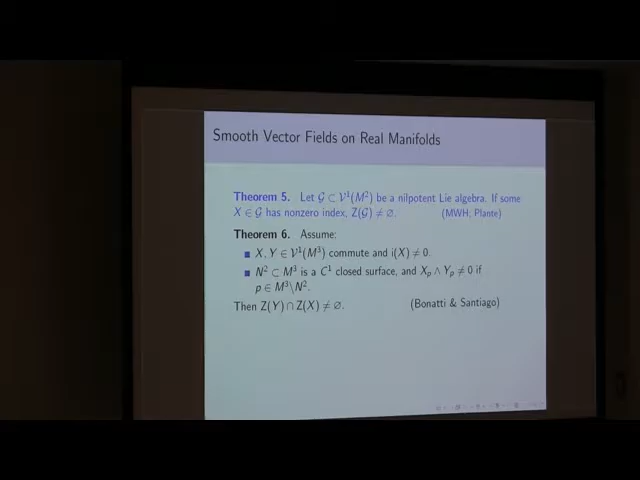 Smooth Vector Fields on Real Manifolds
Theorem 5. Let 𝒢 ⊂ 𝒱¹(M²) be a nilpotent Lie algebra. If some
X ∈ 𝒢 has nonzero index, Z(𝒢) ≠ ∅. (MWH; Plante)
Theorem 6. Assume:
X, Y ∈ 𝒱¹(M³) commute and i(X) ≠ 0.
N² ⊂ M³ is a C¹ closed surface, and Xₚ ∧ Yₚ ≠ 0 if
p ∈ M³\N².
Then Z(Y) ∩ Z(X) ≠ ∅. (Bonatti & Santiago)